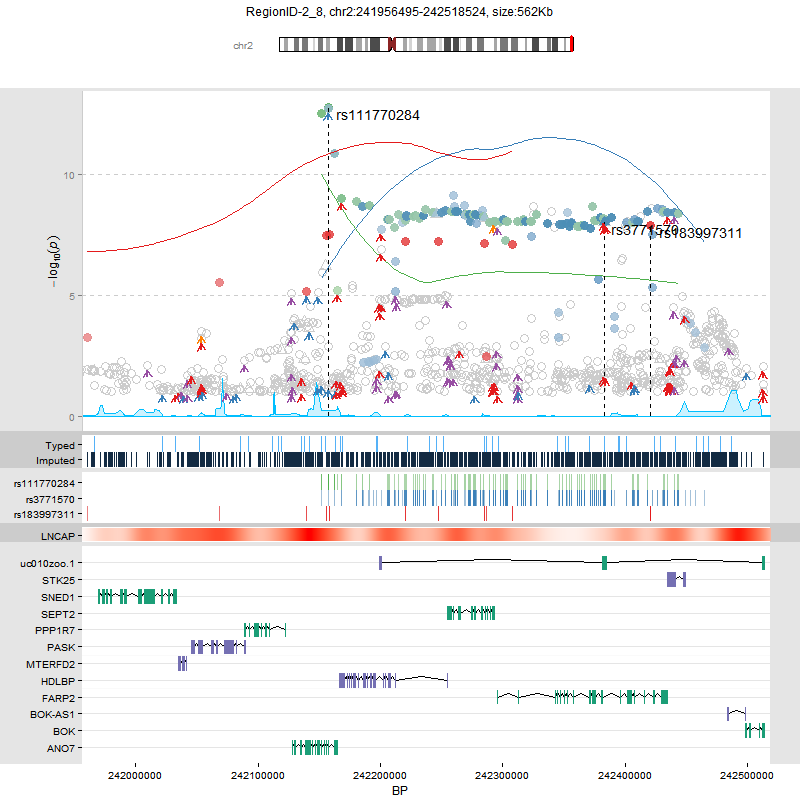 RegionID-2_8, chr2:241956495-242518524, size:562Kb
chr2
rs111770284
10
rs3771570
rs183997311
5
0
−log10(p)
Typed
Imputed
rs111770284
rs3771570
rs183997311
LNCAP
uc010zoo.1
STK25
SNED1
SEPT2
PPP1R7
PASK
MTERFD2
HDLBP
FARP2
BOK-AS1
BOK
ANO7
242000000 242100000 242200000 242300000 242400000 242500000
BP